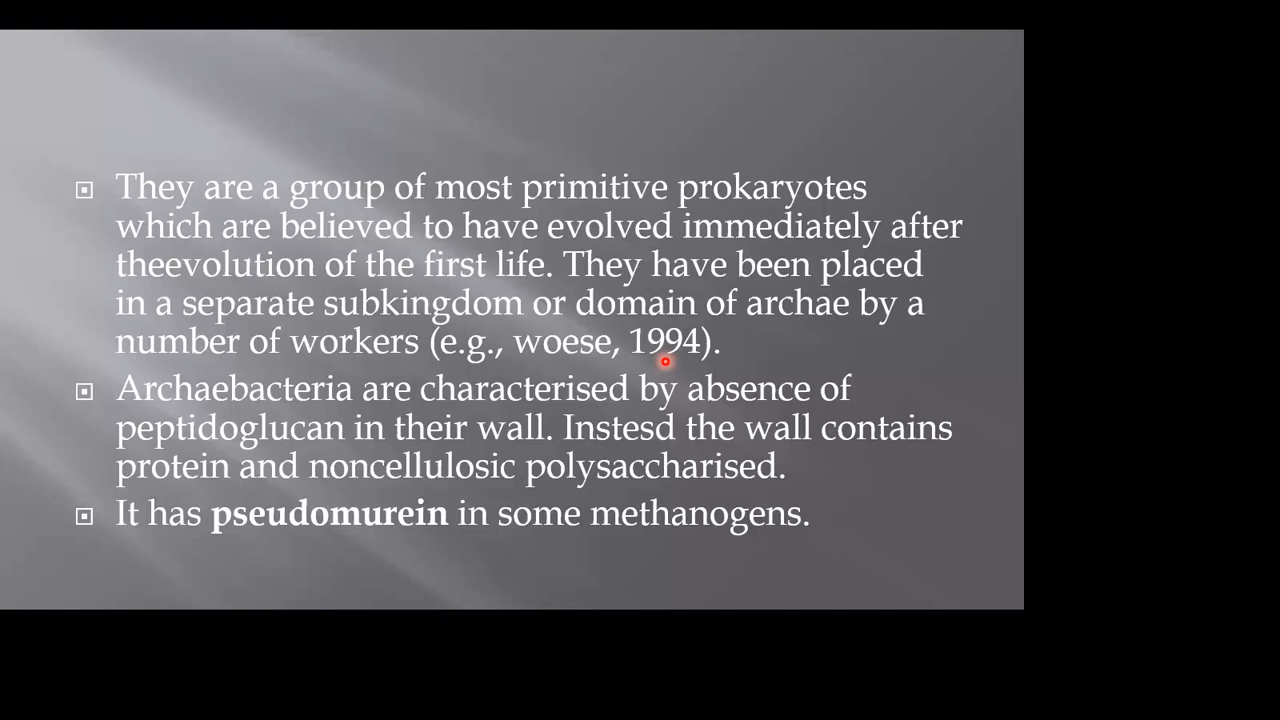 They are a group of most primitive prokaryotes
which are believed to have evolved immediately after
theevolution of the first life. They have been placed
in a separate subkingdom or domain of archae by a
number of workers (e.g., woese, 1994).
Archaebacteria are characterised by absence of
peptidoglucan in their wall. Instesd the wall contains
protein and noncellulosic polysaccharised.
It has pseudomurein in some methanogens.